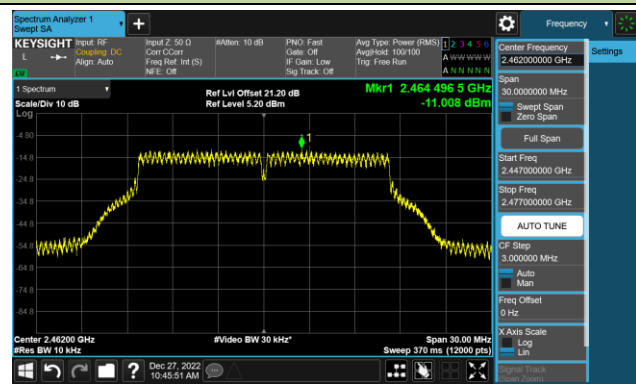 Spectrum Analyzer 1
Swept SA
Frequency
KEYSIGHT
L
Input: RF
Coupling: DC
Align: Auto
Input Z: 50 Ω
Corr CCorr
Freq Ref: Int (S)
NFE: Off
#Atten: 10 dB
PNO: Fast
Gate: Off
IF Gain: Low
Sig Track: Off
Avg Type: Power (RMS)
Avg|Hold: 100/100
Trig: Free Run
1 2 3 4 5 6
A W W W W W
A N N N N N
LW
Center Frequency
2.462000000 GHz
Settings
Span
30.0000000 MHz
Swept Span
Zero Span
Full Span
Start Freq
2.447000000 GHz
Stop Freq
2.477000000 GHz
AUTO TUNE
CF Step
3.000000 MHz
Auto
Man
Freq Offset
0 Hz
X Axis Scale
Log
Lin
Signal Track
(Span Zoom)
1 Spectrum
Scale/Div 10 dB
Log
Ref Lvl Offset 21.20 dB
Ref Level 5.20 dBm
Mkr1 2.464 496 5 GHz
-11.008 dBm
1
-4.80
-14.8
-24.8
-34.8
-44.8
-54.8
-64.8
-74.8
-84.8
Center 2.46200 GHz
#Res BW 10 kHz
#Video BW 30 kHz*
Span 30.00 MHz
Sweep 370 ms (12000 pts)
?
Dec 27, 2022
10:45:51 AM